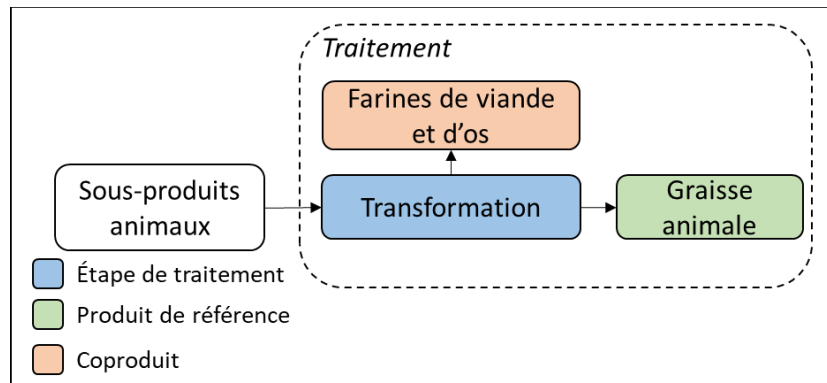 Traitement
Farines de viande
et d'os
Sous-produits
animaux
Transformation
Graisse
animale
Étape de traitement
Produit de référence
Coproduit